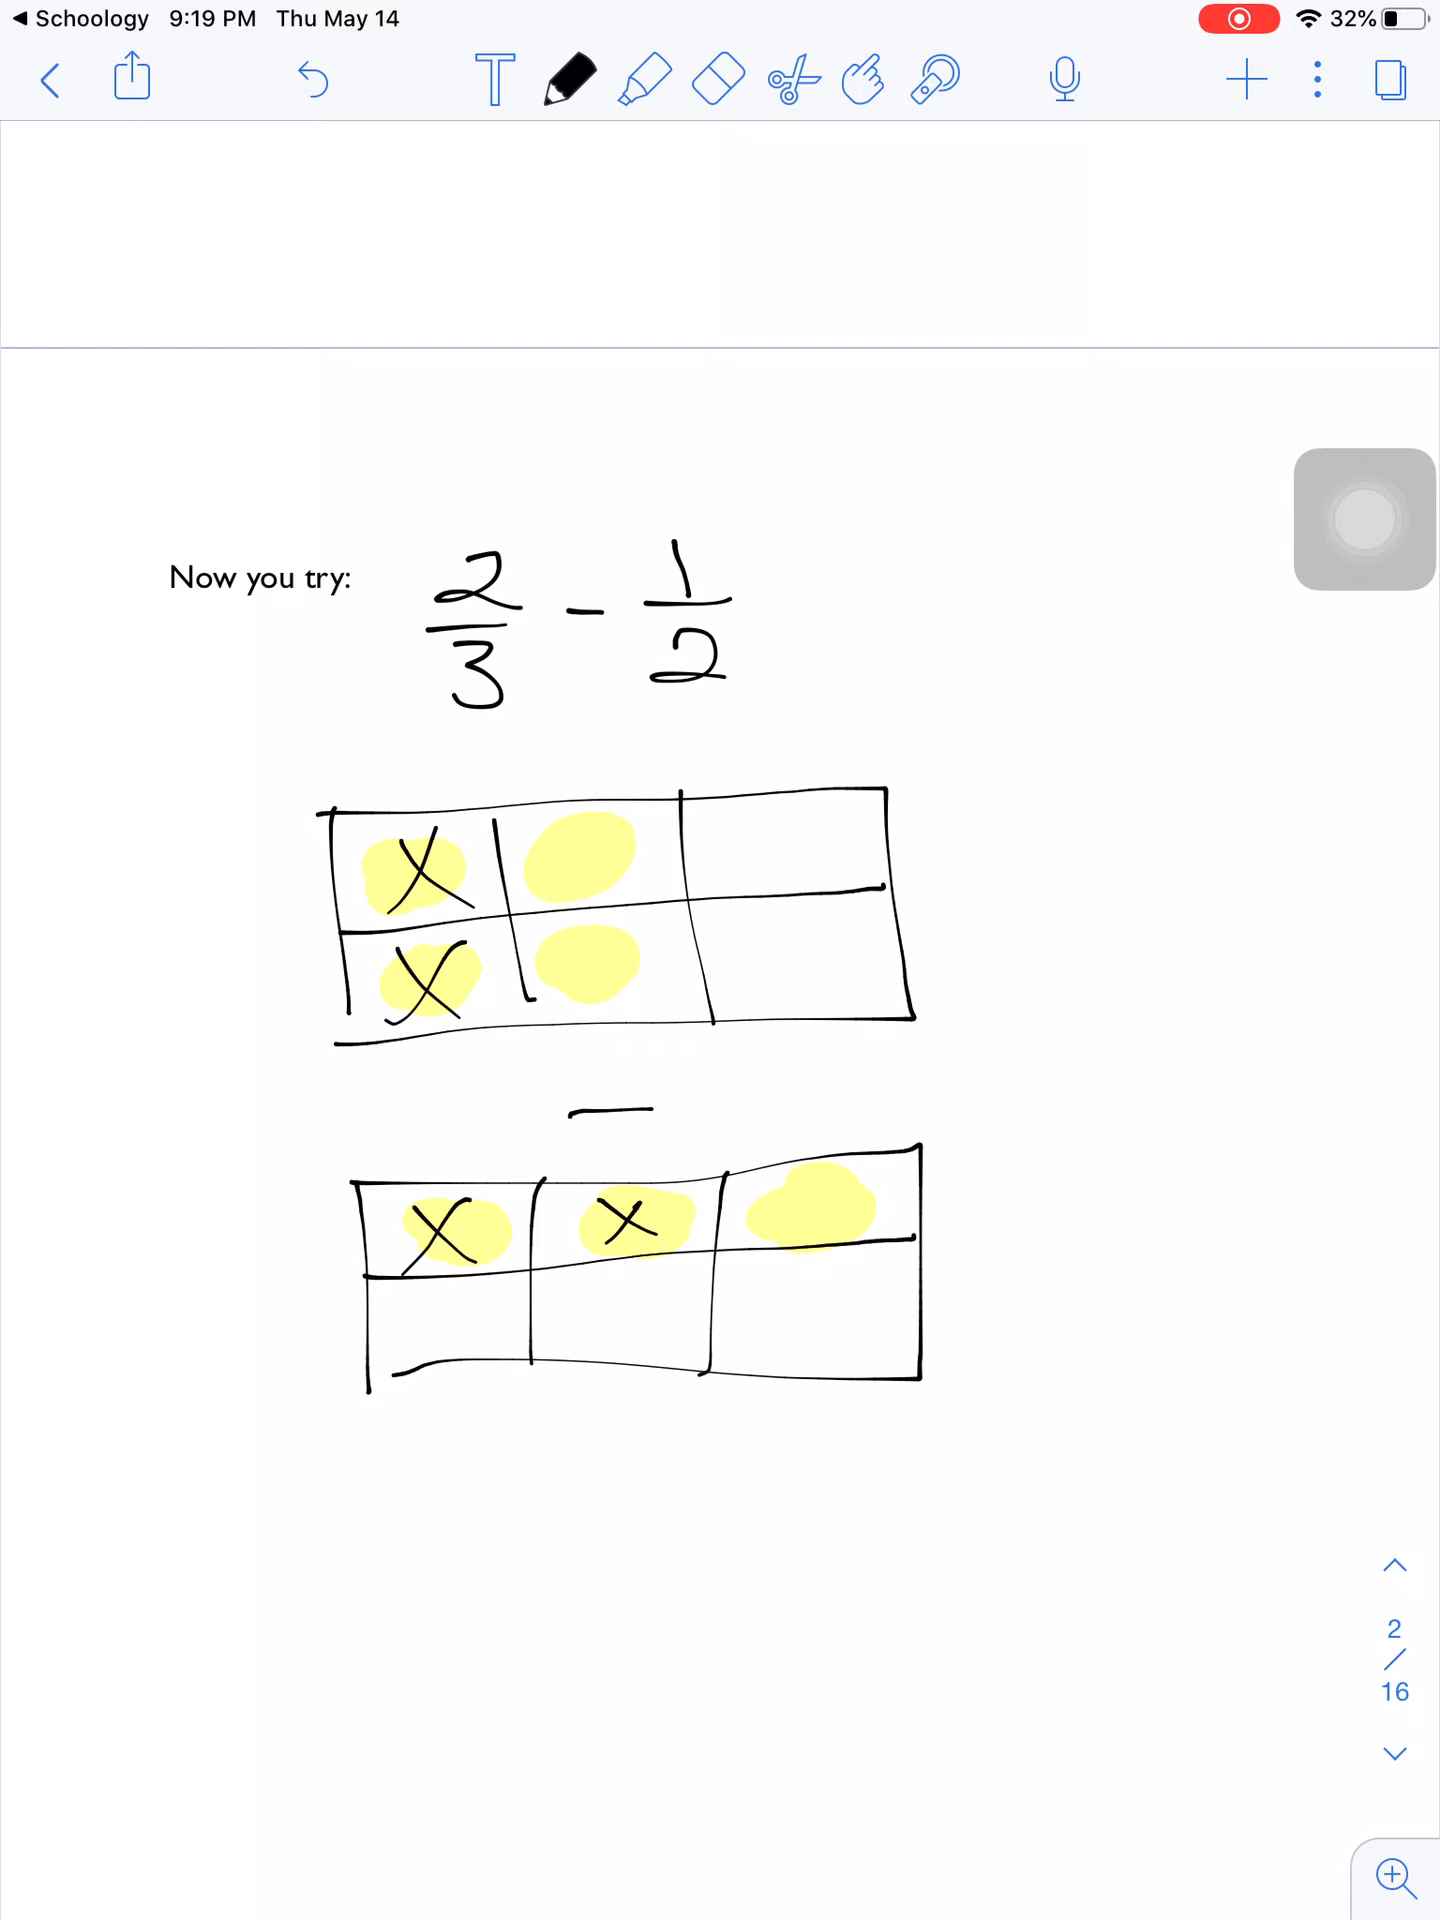 Schoology 9:19 PM Thu May 14 32%
T
Now you try: 2/3 - 1/2
X
X
—
X X
2
/
16